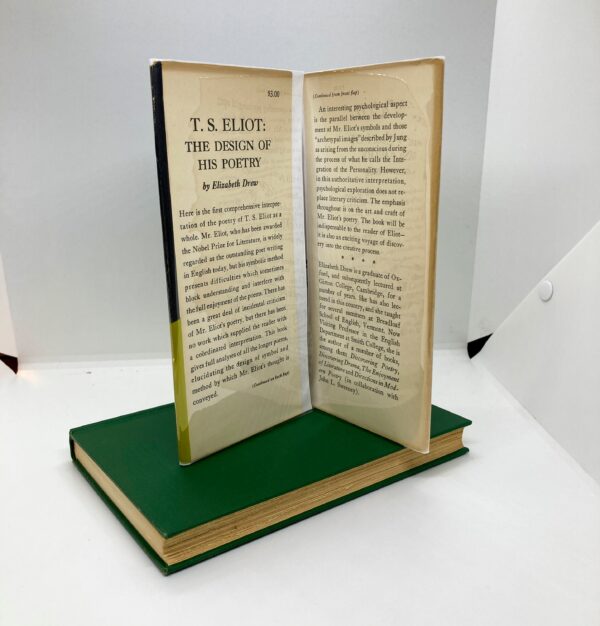 $5.00
T. S. ELIOT:
THE DESIGN OF
HIS POETRY
by Elizabeth Drew
Here is the first comprehensive interpre-
tation of the poetry of T. S. Eliot as a
whole. Mr. Eliot, who has been awarded
the Nobel Prize for Literature, is widely
regarded as the outstanding poet writing
in English today, but his symbolic method
presents difficulties which sometimes
block understanding and interfere with
the full enjoyment of the poems. There has
been a great deal of incidental criticism
of Mr. Eliot's poetry, but there has been
no work which supplied the reader with
a coordinated interpretation. This book
gives full analyses of all the longer poems,
elucidating the design of symbol and
method by which Mr. Eliot's thought is
conveyed.
(Continued on back flap)
(Continued from front flap)
An interesting psychological aspect
is the parallel between the develop-
ment of Mr. Eliot's symbols and those
"archetypal images" described by Jung
as arising from the unconscious during
the process of what he calls the Inte-
gration of the Personality. However,
in this authoritative interpretation,
psychological exploration does not re-
place literary criticism. The emphasis
throughout is on the art and craft of
Mr. Eliot's poetry. The book will be
indispensable to the reader of Eliot—
it is also an exciting voyage of discov-
ery into the creative process.
* * * *
Elizabeth Drew is a graduate of Ox-
ford, and subsequently lectured at
Girton College, Cambridge, for a
number of years. She has also lec-
tured in this country, and she taught
for several summers at Breadloaf
School of English, Vermont. Now
Visiting Professor in the English
Department at Smith College, she is
the author of a number of books,
among them Discovering Poetry,
Discovering Drama, The Enjoyment
of Literature and Directions in Mod-
ern Poetry (in collaboration with
John L. Sweeney).